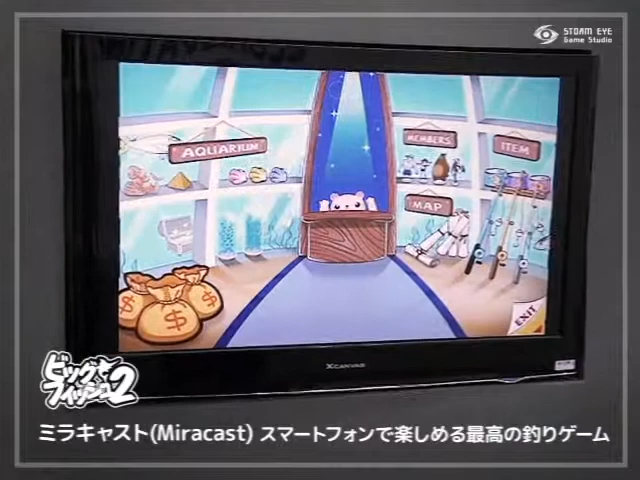 STORM EYE
Game Studio
AQUARIUM
MEMBERS
ITEM
MAP
$ $ $
EXIT
XCANVAS
ビッグと
フィッシュ2
ミラキャスト(Miracast) スマートフォンで楽しめる最高の釣りゲーム